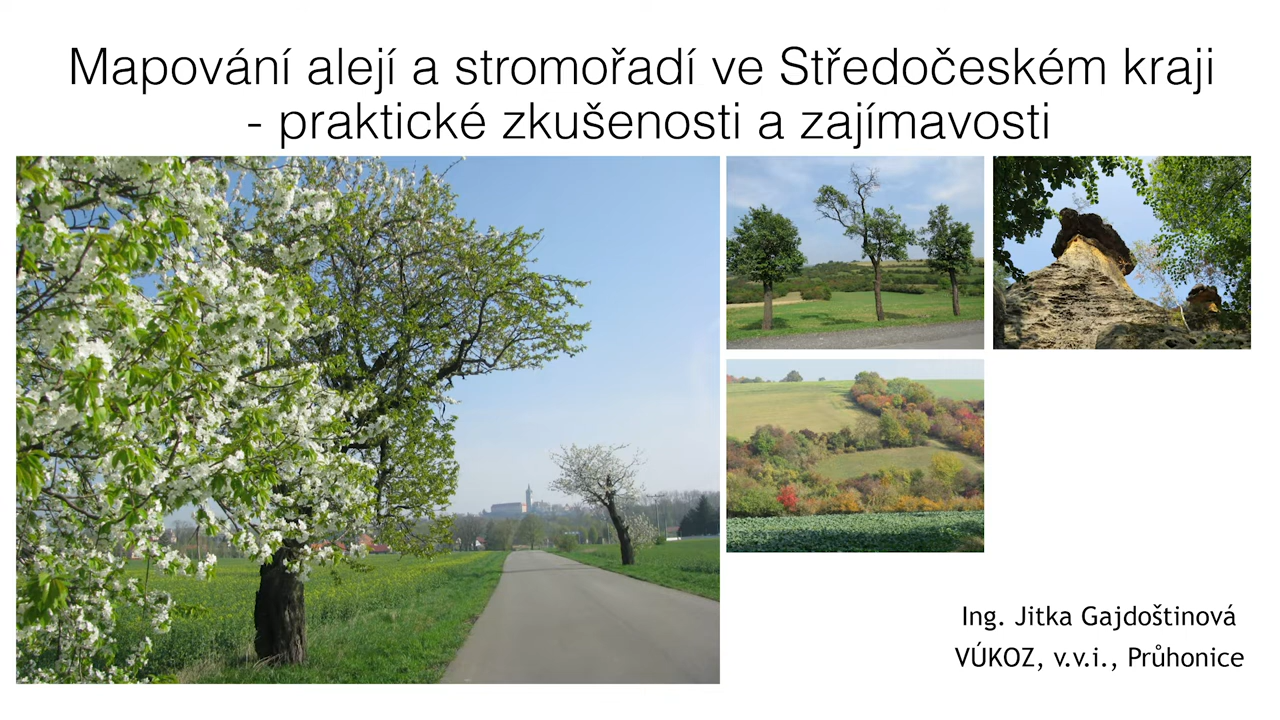 Mapování alejí a stromořadí ve Středočeském kraji
- praktické zkušenosti a zajímavosti
Ing. Jitka Gajdoštinová
VÚKOZ, v.v.i., Průhonice